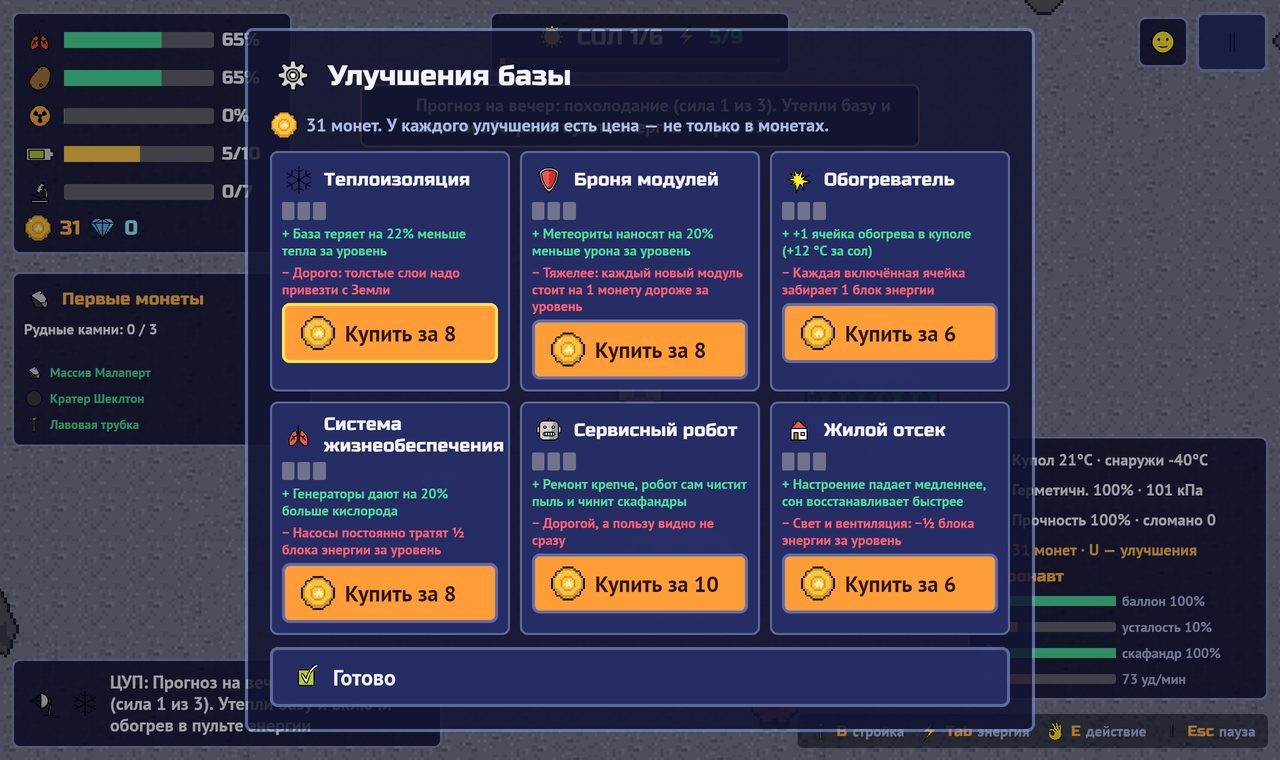 65%
65%
0%
5/10
0/7
31 0
СОЛ 1/6 5/9
Прогноз на вечер: похолодание (сила 1 из 3). Утепли базу и
Улучшения базы
31 монет. У каждого улучшения есть цена — не только в монетах.
Теплоизоляция
+ База теряет на 22% меньше
тепла за уровень
− Дорого: толстые слои надо
привезти с Земли
Купить за 8
Броня модулей
+ Метеориты наносят на 20%
меньше урона за уровень
− Тяжелее: каждый новый модуль
стоит на 1 монету дороже за
уровень
Купить за 8
Обогреватель
+ +1 ячейка обогрева в куполе
(+12 °C за сол)
− Каждая включённая ячейка
забирает 1 блок энергии
Купить за 6
Система
жизнеобеспечения
+ Генераторы дают на 20%
больше кислорода
− Насосы постоянно тратят ½
блока энергии за уровень
Купить за 8
Сервисный робот
+ Ремонт крепче, робот сам чистит
пыль и чинит скафандры
− Дорогой, а пользу видно не
сразу
Купить за 10
Жилой отсек
+ Настроение падает медленнее,
сон восстанавливает быстрее
− Свет и вентиляция: −½ блока
энергии за уровень
Купить за 6
Готово
Первые монеты
Рудные камни: 0 / 3
Массив Малаперт
Кратер Шеклтон
Лавовая трубка
Купол 21°C · снаружи -40°C
Герметичн. 100% · 101 кПа
Прочность 100% · сломано 0
31 монет · U — улучшения
баллон 100%
усталость 10%
скафандр 100%
73 уд/мин
ЦУП: Прогноз на вечер
(сила 1 из 3). Утепли базу и включи
обогрев в пульте энергии
B стройка Tab энергия E действие Esc пауза